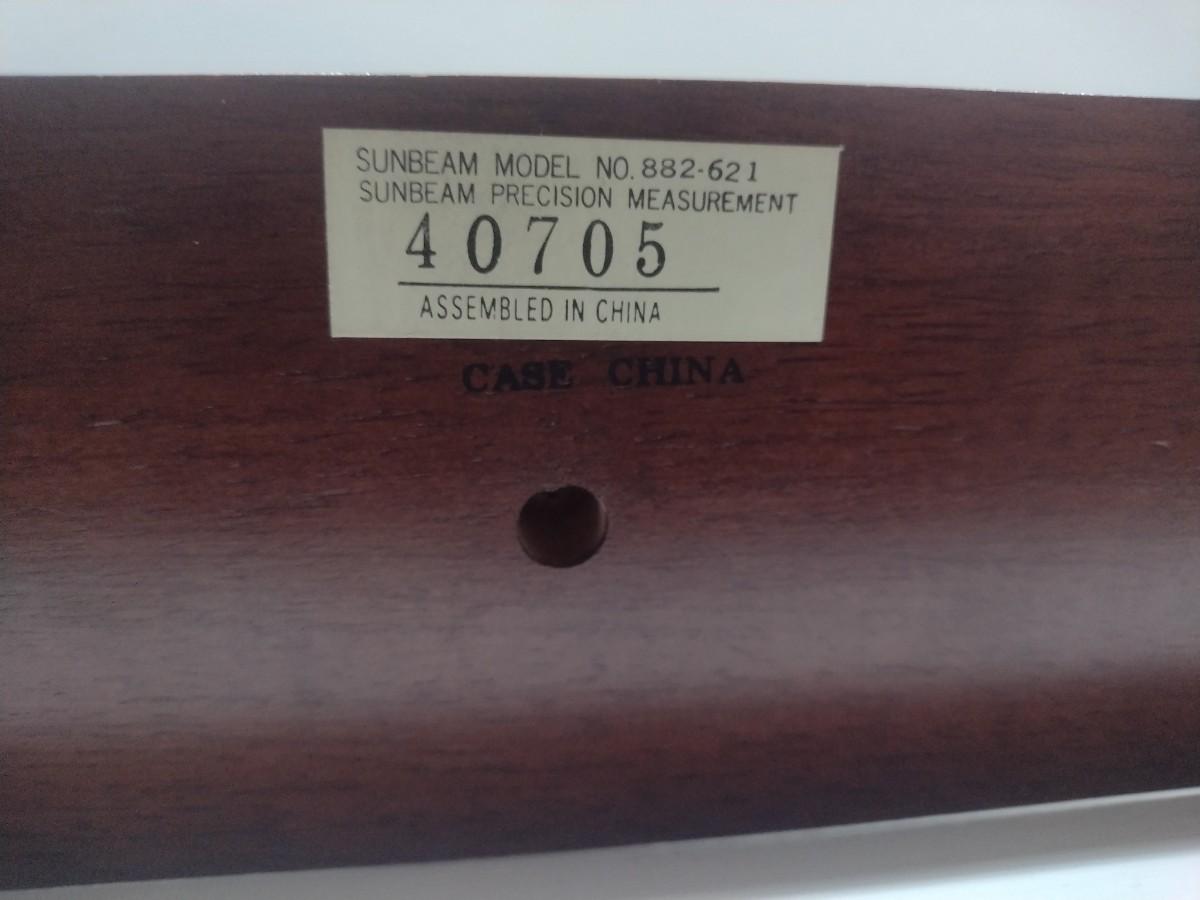 SUNBEAM MODEL NO. 882-621
SUNBEAM PRECISION MEASUREMENT
40705
ASSEMBLED IN CHINA
CASE CHINA